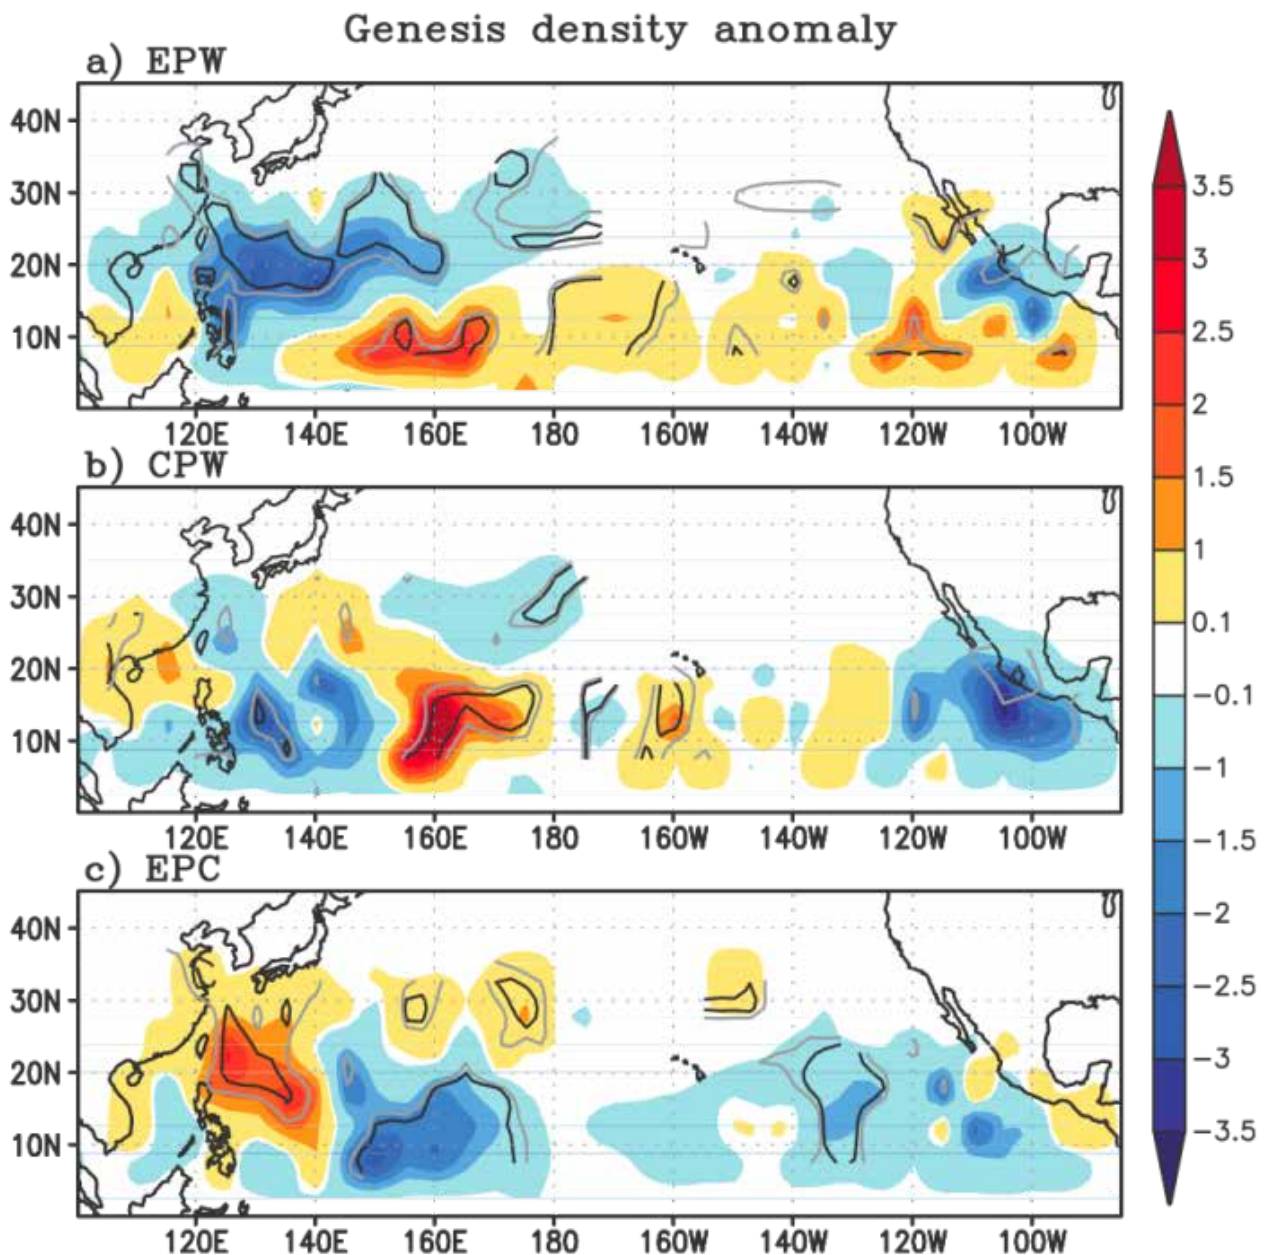 Genesis density anomaly
a) EPW
40N
30N
20N
10N
120E 140E 160E 180 160W 140W 120W 100W
b) CPW
40N
30N
20N
10N
120E 140E 160E 180 160W 140W 120W 100W
c) EPC
40N
30N
20N
10N
120E 140E 160E 180 160W 140W 120W 100W
3.5
3
2.5
2
1.5
1
0.1
−0.1
−1
−1.5
−2
−2.5
−3
−3.5